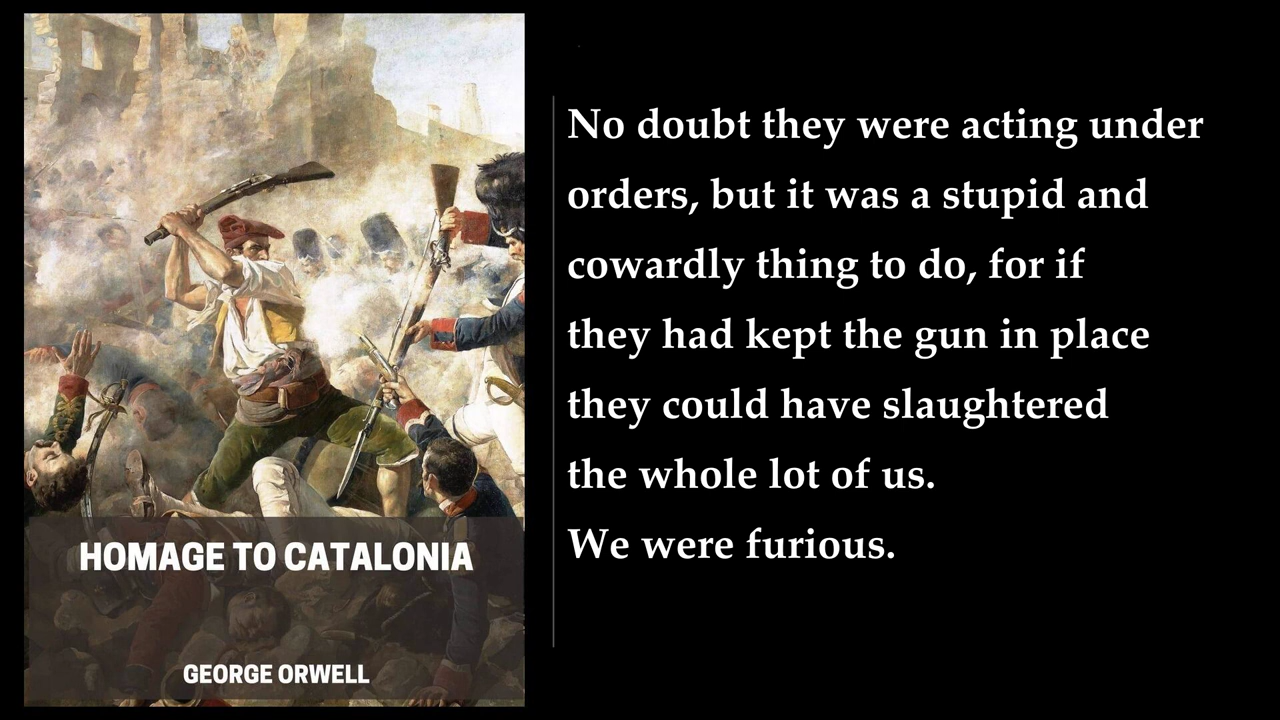 HOMAGE TO CATALONIA
GEORGE ORWELL
No doubt they were acting under
orders, but it was a stupid and
cowardly thing to do, for if
they had kept the gun in place
they could have slaughtered
the whole lot of us.
We were furious.